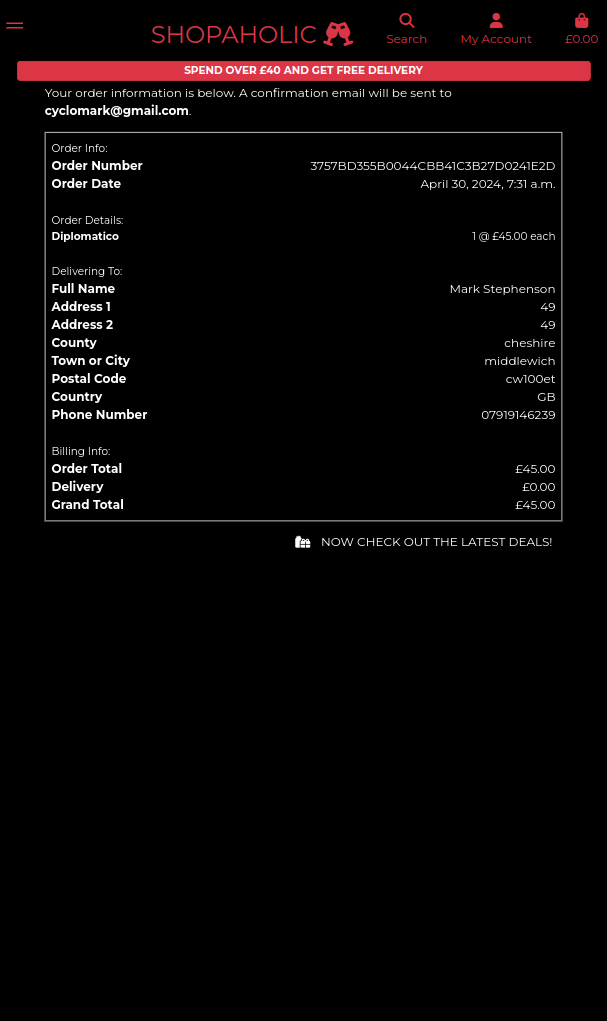 SHOPAHOLIC
Search
My Account
£0.00
SPEND OVER £40 AND GET FREE DELIVERY
Your order information is below. A confirmation email will be sent to
cyclomark@gmail.com.
Order Info:
Order Number 3757BD355B0044CBB41C3B27D0241E2D
Order Date April 30, 2024, 7:31 a.m.
Order Details:
Diplomatico 1 @ £45.00 each
Delivering To:
Full Name Mark Stephenson
Address 1 49
Address 2 49
County cheshire
Town or City middlewich
Postal Code cw100et
Country GB
Phone Number 07919146239
Billing Info:
Order Total £45.00
Delivery £0.00
Grand Total £45.00
NOW CHECK OUT THE LATEST DEALS!